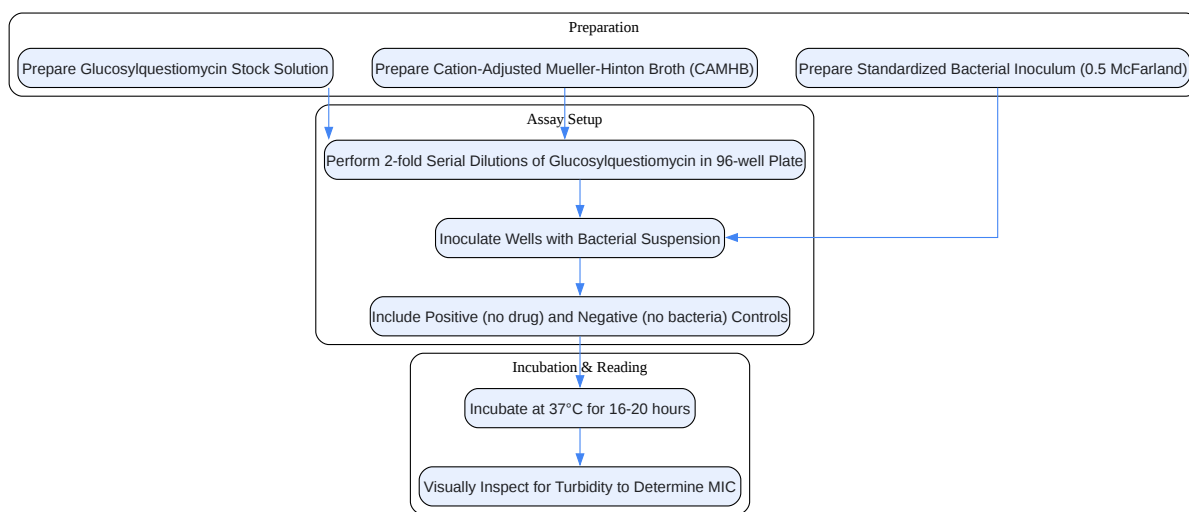 Preparation
Prepare Glucosylquestiomycin Stock Solution
Prepare Cation-Adjusted Mueller-Hinton Broth (CAMHB)
Prepare Standardized Bacterial Inoculum (0.5 McFarland)
Assay Setup
Perform 2-fold Serial Dilutions of Glucosylquestiomycin in 96-well Plate
Inoculate Wells with Bacterial Suspension
Include Positive (no drug) and Negative (no bacteria) Controls
Incubation & Reading
Incubate at 37°C for 16-20 hours
Visually Inspect for Turbidity to Determine MIC